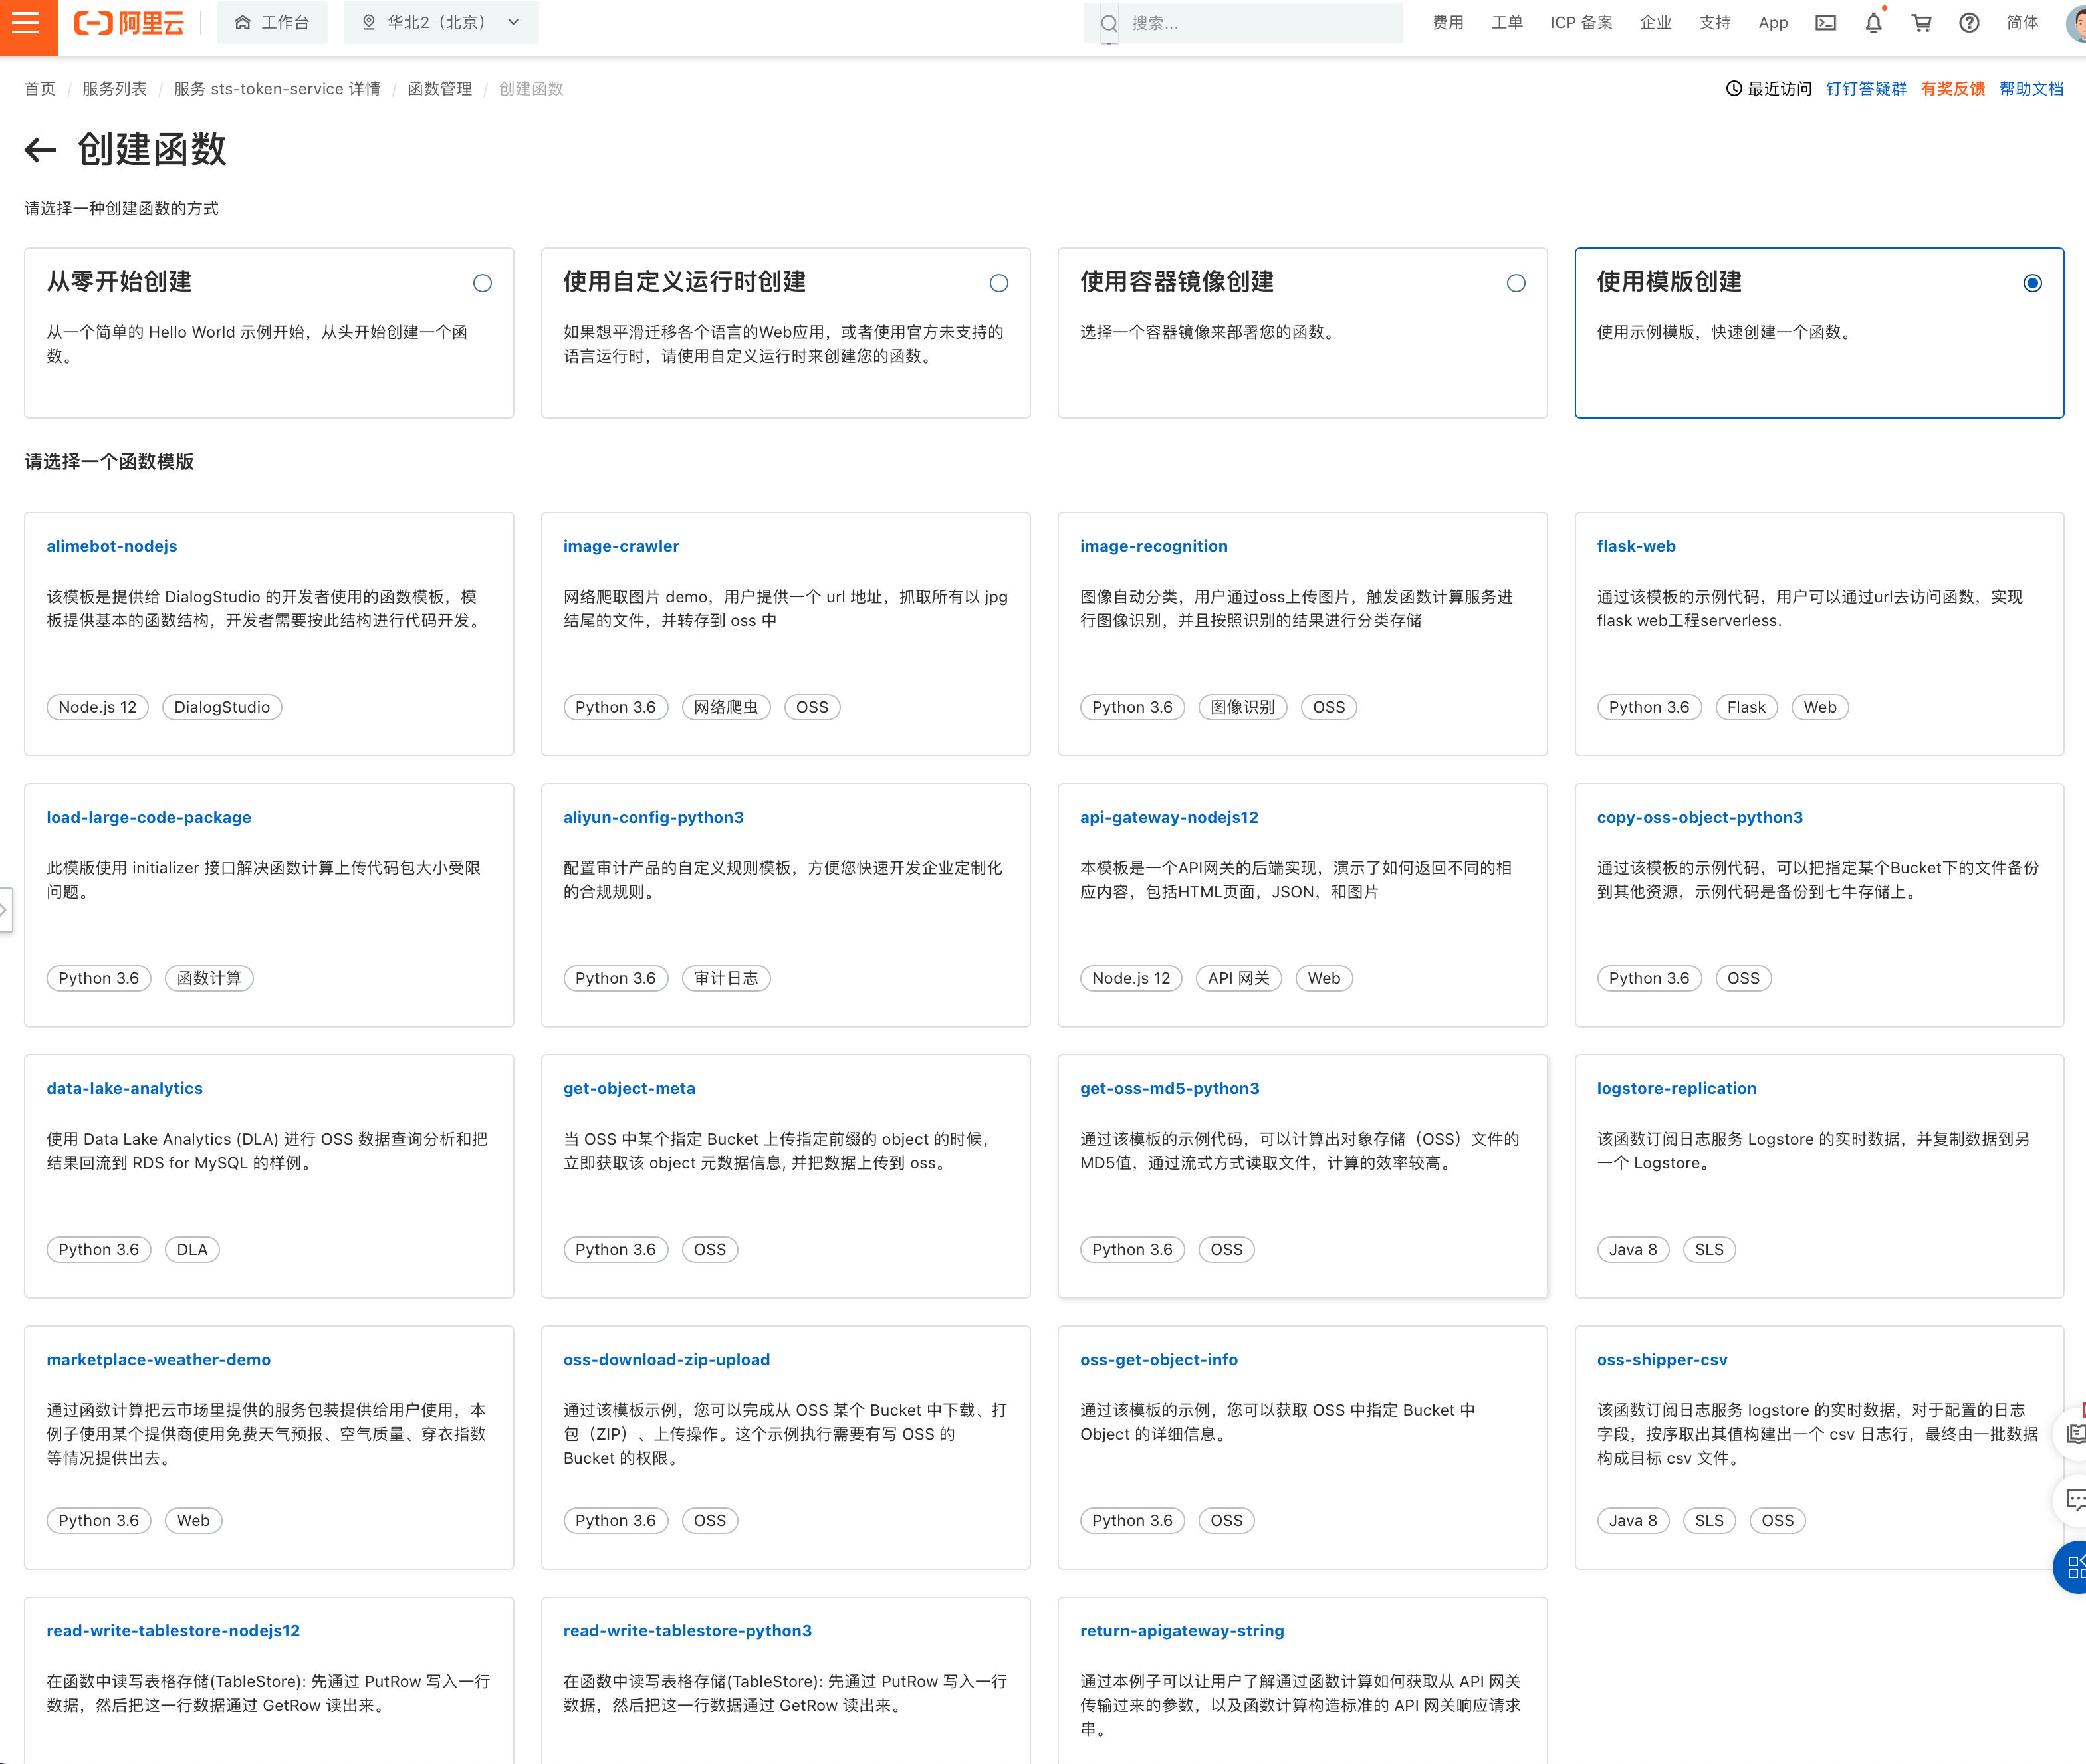 阿里云
工作台
华北2（北京）
搜索...
费用
工单
ICP 备案
企业
支持
App
简体
首页 / 服务列表 / 服务 sts-token-service 详情 / 函数管理 / 创建函数
最近访问
钉钉答疑群
有奖反馈
帮助文档
创建函数
请选择一种创建函数的方式
从零开始创建
从一个简单的 Hello World 示例开始，从头开始创建一个函
数。
使用自定义运行时创建
如果想平滑迁移各个语言的Web应用，或者使用官方未支持的
语言运行时，请使用自定义运行时来创建您的函数。
使用容器镜像创建
选择一个容器镜像来部署您的函数。
使用模版创建
使用示例模版，快速创建一个函数。
请选择一个函数模版
alimebot-nodejs
该模板是提供给 DialogStudio 的开发者使用的函数模板，模
板提供基本的函数结构，开发者需要按此结构进行代码开发。
Node.js 12
DialogStudio
image-crawler
网络爬取图片 demo，用户提供一个 url 地址，抓取所有以 jpg
结尾的文件，并转存到 oss 中
Python 3.6
网络爬虫
OSS
image-recognition
图像自动分类，用户通过oss上传图片，触发函数计算服务进
行图像识别，并且按照识别的结果进行分类存储
Python 3.6
图像识别
OSS
flask-web
通过该模板的示例代码，用户可以通过url去访问函数，实现
flask web工程serverless.
Python 3.6
Flask
Web
load-large-code-package
此模版使用 initializer 接口解决函数计算上传代码包大小受限
问题。
Python 3.6
函数计算
aliyun-config-python3
配置审计产品的自定义规则模板，方便您快速开发企业定制化
的合规规则。
Python 3.6
审计日志
api-gateway-nodejs12
本模板是一个API网关的后端实现，演示了如何返回不同的相
应内容，包括HTML页面，JSON，和图片
Node.js 12
API 网关
Web
copy-oss-object-python3
通过该模板的示例代码，可以把指定某个Bucket下的文件备份
到其他资源，示例代码是备份到七牛存储上。
Python 3.6
OSS
data-lake-analytics
使用 Data Lake Analytics (DLA) 进行 OSS 数据查询分析和把
结果回流到 RDS for MySQL 的样例。
Python 3.6
DLA
get-object-meta
当 OSS 中某个指定 Bucket 上传指定前缀的 object 的时候，
立即获取该 object 元数据信息, 并把数据上传到 oss。
Python 3.6
OSS
get-oss-md5-python3
通过该模板的示例代码，可以计算出对象存储（OSS）文件的
MD5值，通过流式方式读取文件，计算的效率较高。
Python 3.6
OSS
logstore-replication
该函数订阅日志服务 Logstore 的实时数据，并复制数据到另
一个 Logstore。
Java 8
SLS
marketplace-weather-demo
通过函数计算把云市场里提供的服务包装提供给用户使用，本
例子使用某个提供商使用免费天气预报、空气质量、穿衣指数
等情况提供出去。
Python 3.6
Web
oss-download-zip-upload
通过该模板示例，您可以完成从 OSS 某个 Bucket 中下载、打
包（ZIP）、上传操作。这个示例执行需要有写 OSS 的
Bucket 的权限。
Python 3.6
OSS
oss-get-object-info
通过该模板的示例，您可以获取 OSS 中指定 Bucket 中
Object 的详细信息。
Python 3.6
OSS
oss-shipper-csv
该函数订阅日志服务 logstore 的实时数据，对于配置的日志
字段，按序取出其值构建出一个 csv 日志行，最终由一批数据
构成目标 csv 文件。
Java 8
SLS
OSS
read-write-tablestore-nodejs12
在函数中读写表格存储(TableStore): 先通过 PutRow 写入一行
数据，然后把这一行数据通过 GetRow 读出来。
read-write-tablestore-python3
在函数中读写表格存储(TableStore): 先通过 PutRow 写入一行
数据，然后把这一行数据通过 GetRow 读出来。
return-apigateway-string
通过本例子可以让用户了解通过函数计算如何获取从 API 网关
传输过来的参数，以及函数计算构造标准的 API 网关响应请求
串。